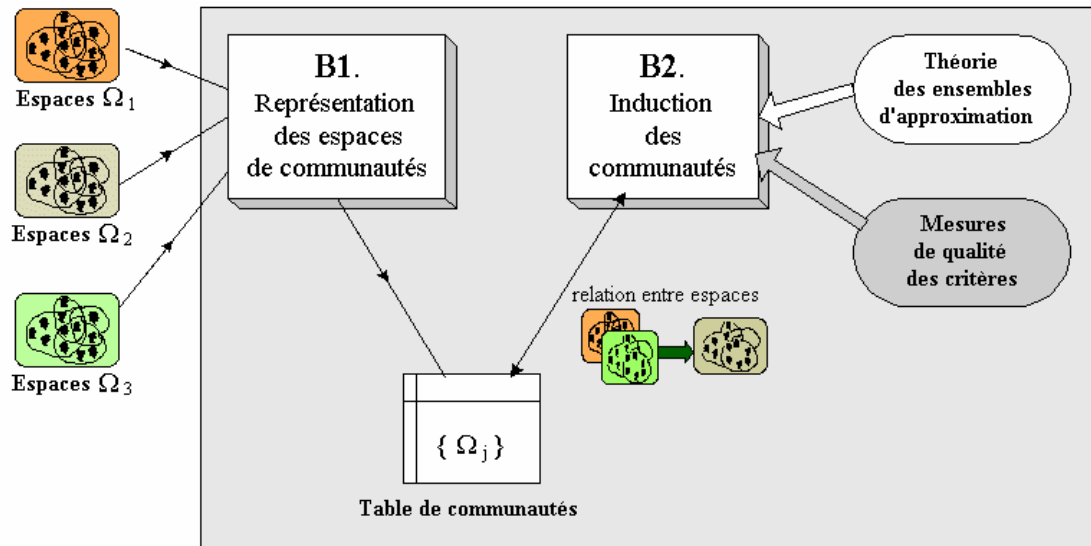 Espaces Ω1
Espaces Ω2
Espaces Ω3
B1.
Représentation
des espaces
de communautés
B2.
Induction
des
communautés
Théorie
des ensembles
d'approximation
Mesures
de qualité
des critères
relation entre espaces
{ Ωj }
Table de communautés